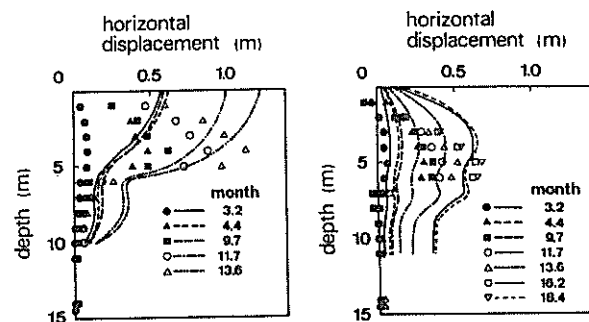 horizontal
displacement (m)
0 0.5 1.0
5
10
15
depth (m)
month
3.2
4.4
9.7
11.7
13.6
horizontal
displacement (m)
0 0.5 1.0
5
10
15
depth (m)
month
3.2
4.4
9.7
11.7
13.6
16.2
18.4